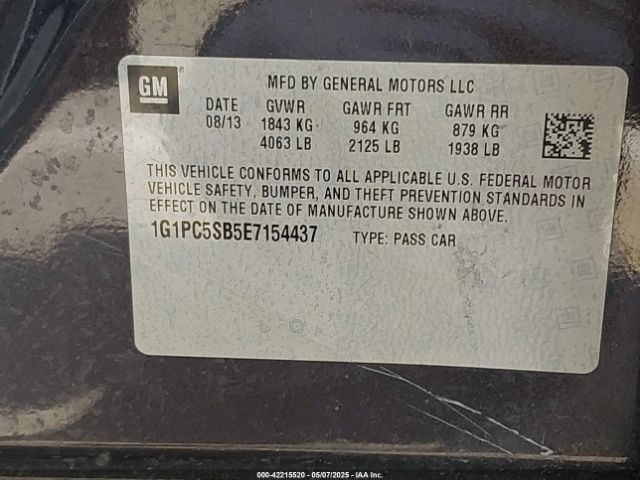 GM
MFD BY GENERAL MOTORS LLC
DATE GVWR GAWR FRT GAWR RR
08/13 1843 KG 964 KG 879 KG
4063 LB 2125 LB 1938 LB
THIS VEHICLE CONFORMS TO ALL APPLICABLE U.S. FEDERAL MOTOR
VEHICLE SAFETY, BUMPER, AND THEFT PREVENTION STANDARDS
IN EFFECT ON THE DATE OF MANUFACTURE SHOWN ABOVE.
1G1PC5SB5E7154437 TYPE: PASS CAR
000-42215520 - 05/07/2025 - IAA Inc.